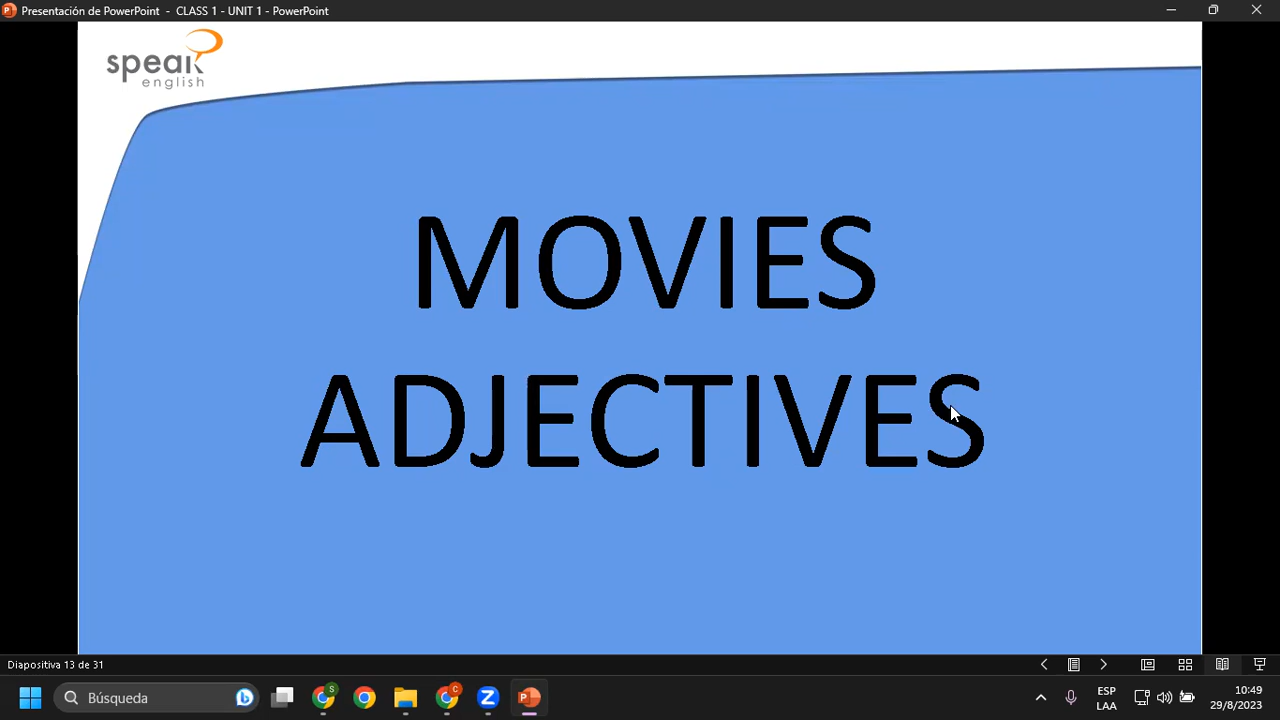 Presentación de PowerPoint - CLASS 1 - UNIT 1 - PowerPoint
speak
english
MOVIES
ADJECTIVES
Diapositiva 13 de 31
Búsqueda
S
C
ESP
LAA
10:49
29/8/2023